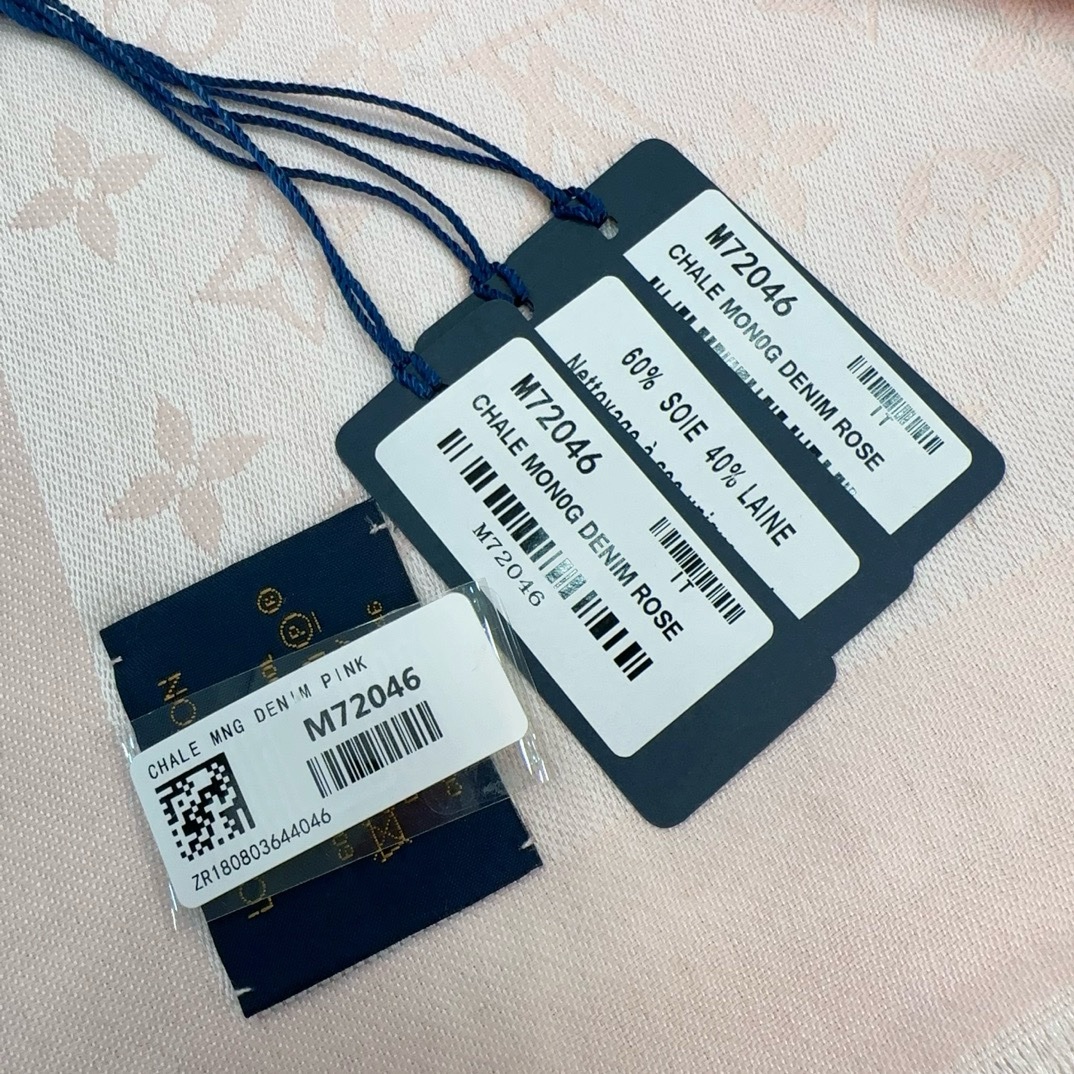 M72046
CHALE MONOG DENIM ROSE
IT
60% SOIE 40% LAINE
Nettoyage à
M72046
CHALE MONOG DENIM ROSE
IT
M72046
CHALE MNG DENIM PINK
M72046
ZR180803644046